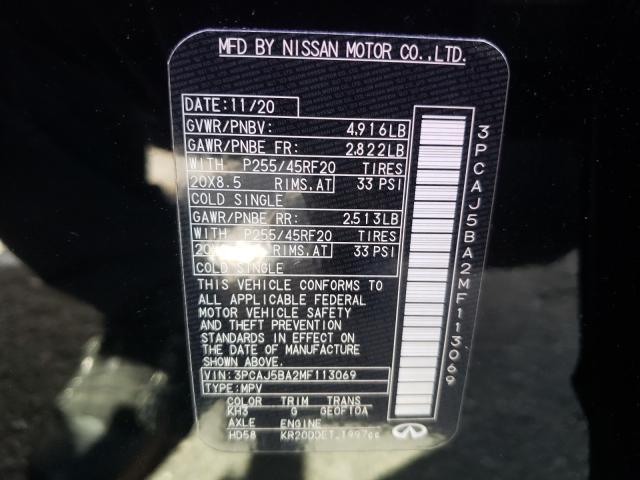 MFD BY NISSAN MOTOR CO.,LTD.
DATE:11/20
GVWR/PNBV: 4,916LB
GAWR/PNBE FR: 2,822LB
WITH P255/45RF20 TIRES
20X8.5 RIMS,AT 33 PSI
COLD SINGLE
GAWR/PNBE RR: 2,513LB
WITH P255/45RF20 TIRES
RIMS,AT 33 PSI
COLD SINGLE
THIS VEHICLE CONFORMS TO
ALL APPLICABLE FEDERAL
MOTOR VEHICLE SAFETY
AND THEFT PREVENTION
STANDARDS IN EFFECT ON
THE DATE OF MANUFACTURE
SHOWN ABOVE.
VIN:3PCAJ5BA2MF113069
TYPE:MPV
COLOR TRIM TRANS
KH3 G GE0F10A
AXLE ENGINE
HD58 KR20DDET 1997cc
3PCAJ5BA2MF113069